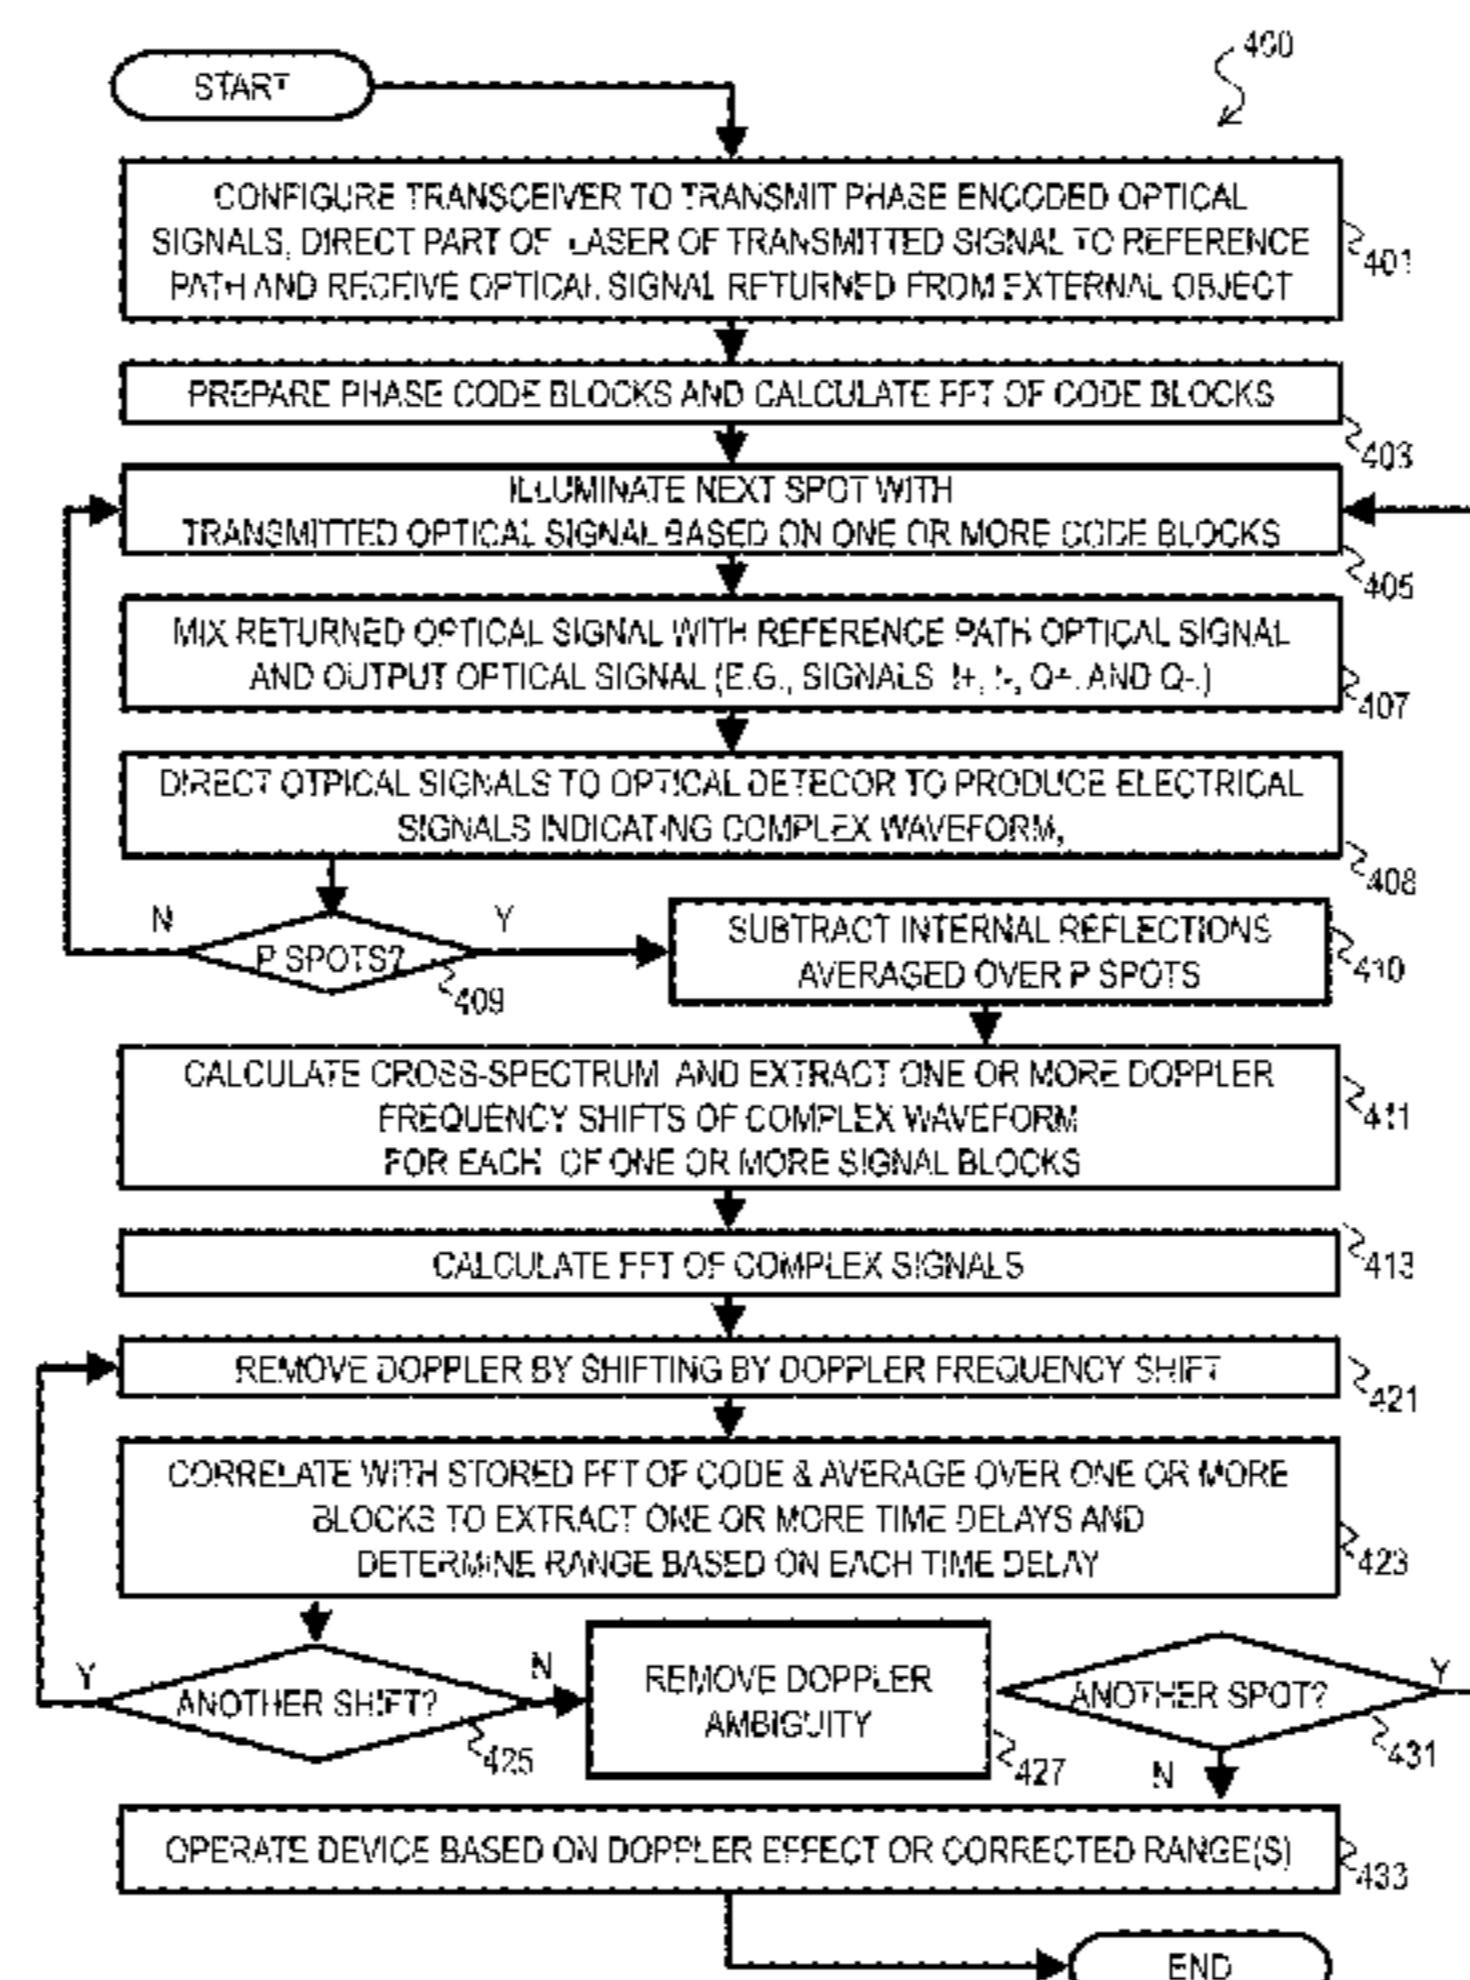 400
START
CONFIGURE TRANSCEIVER TO TRANSMIT PHASE ENCODED OPTICAL
SIGNALS, DIRECT PART OF LASER OF TRANSMITTED SIGNAL TO REFERENCE
PATH AND RECEIVE OPTICAL SIGNAL RETURNED FROM EXTERNAL OBJECT
401
PREPARE PHASE CODE BLOCKS AND CALCULATE FFT OF CODE BLOCKS
403
ILLUMINATE NEXT SPOT WITH
TRANSMITTED OPTICAL SIGNAL BASED ON ONE OR MORE CODE BLOCKS
405
MIX RETURNED OPTICAL SIGNAL WITH REFERENCE PATH OPTICAL SIGNAL
AND OUTPUT OPTICAL SIGNAL (E.G., SIGNALS I+, I-, Q+. AND Q-.)
407
DIRECT OTPICAL SIGNALS TO OPTICAL DETECOR TO PRODUCE ELECTRICAL
SIGNALS INDICATING COMPLEX WAVEFORM,
408
N
Y
P SPOTS?
409
SUBTRACT INTERNAL REFLECTIONS
AVERAGED OVER P SPOTS
410
CALCULATE CROSS-SPECTRUM AND EXTRACT ONE OR MORE DOPPLER
FREQUENCY SHIFTS OF COMPLEX WAVEFORM
FOR EACH OF ONE OR MORE SIGNAL BLOCKS
411
CALCULATE FFT OF COMPLEX SIGNALS
413
REMOVE DOPPLER BY SHIFTING BY DOPPLER FREQUENCY SHIFT
421
CORRELATE WITH STORED FFT OF CODE & AVERAGE OVER ONE OR MORE
BLOCKS TO EXTRACT ONE OR MORE TIME DELAYS AND
DETERMINE RANGE BASED ON EACH TIME DELAY
423
Y
ANOTHER SHIFT?
N
425
REMOVE DOPPLER
AMBIGUITY
427
ANOTHER SPOT?
Y
431
N
OPERATE DEVICE BASED ON DOPPLER EFFECT OR CORRECTED RANGE(S)
433
END